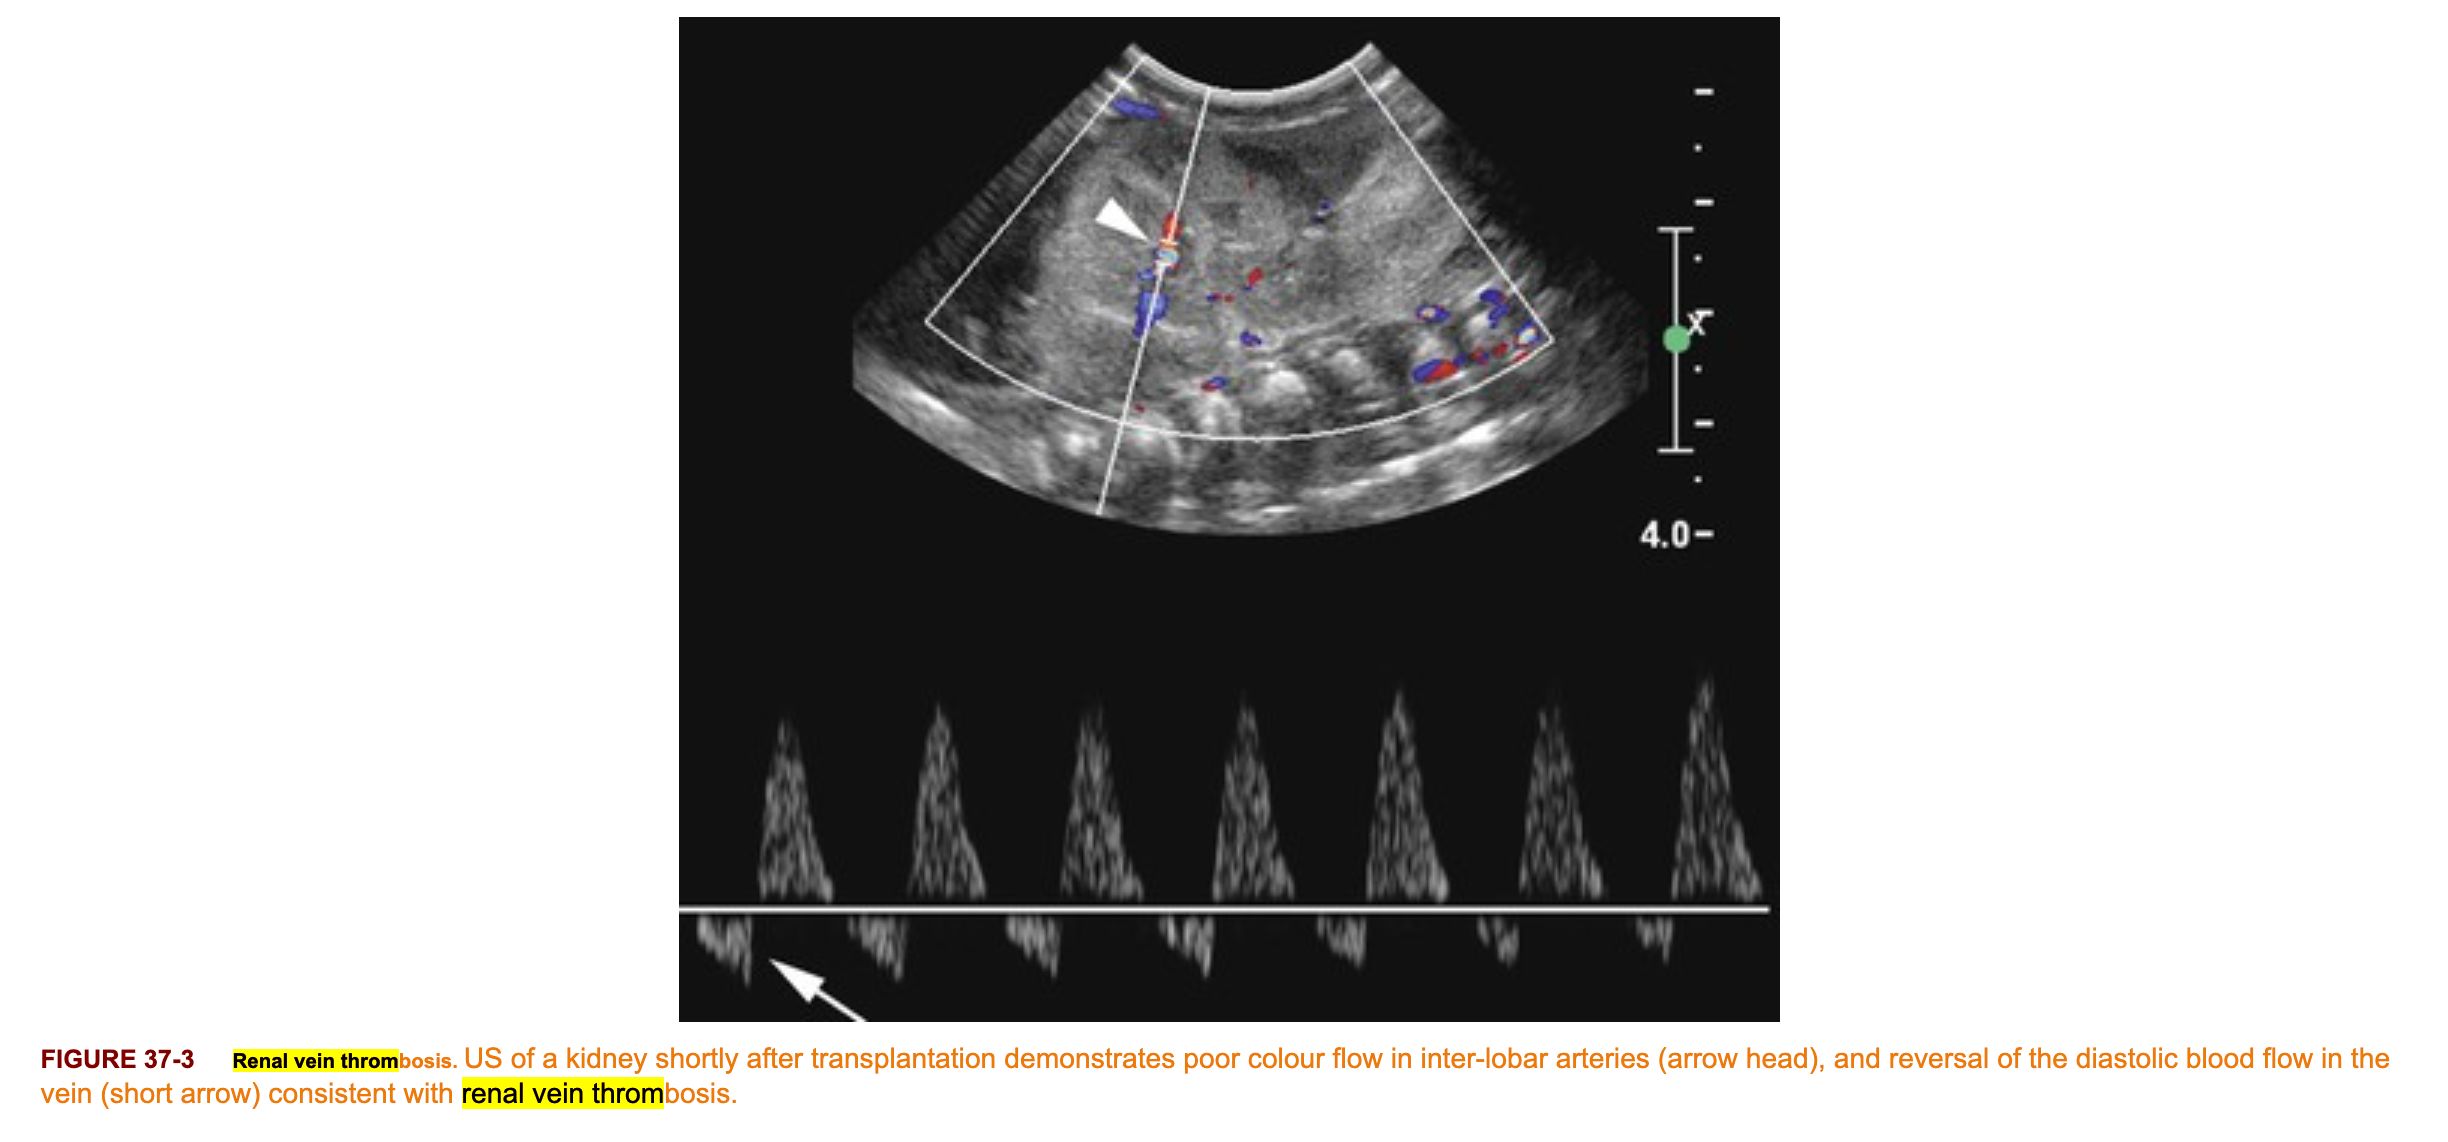 X
4.0
FIGURE 37-3 Renal vein thrombosis. US of a kidney shortly after transplantation demonstrates poor colour flow in inter-lobar arteries (arrow head), and reversal of the diastolic blood flow in the
vein (short arrow) consistent with renal vein thrombosis.